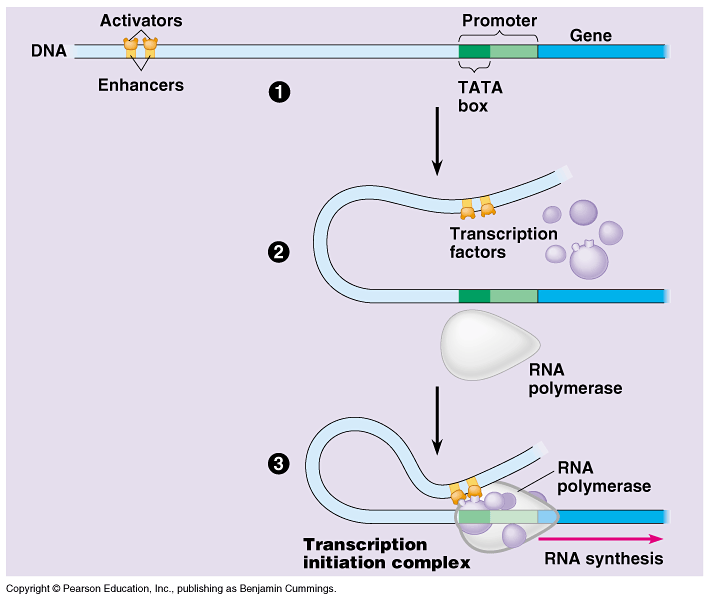 Activators
Promoter
Gene
DNA
Enhancers
TATA
box
1
Transcription
factors
2
RNA
polymerase
3
RNA
polymerase
Transcription
initiation complex
RNA synthesis
Copyright © Pearson Education, Inc., publishing as Benjamin Cummings.